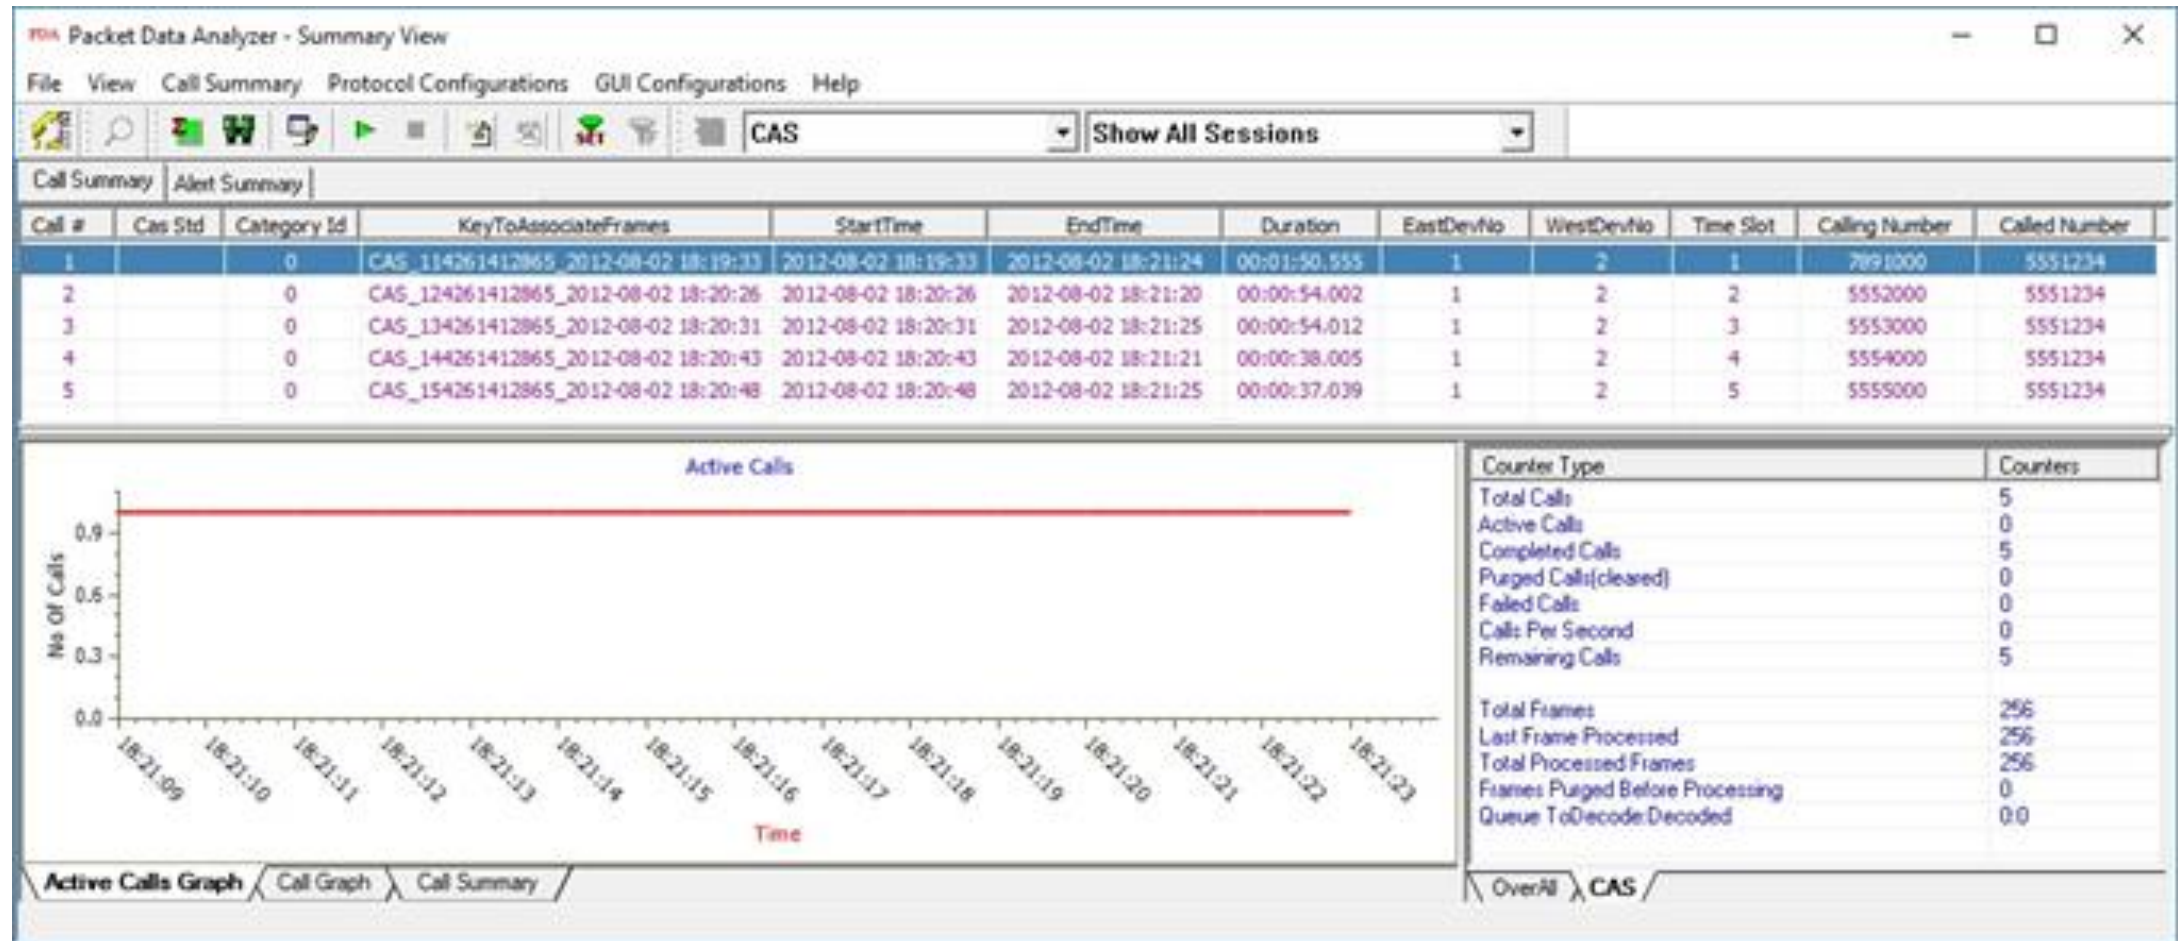 PDA Packet Data Analyzer - Summary View
File View Call Summary Protocol Configurations GUI Configurations Help
SET CAS Show All Sessions
Call Summary Alert Summary
Call # Cas Std Category Id KeyToAssociateFrames StartTime EndTime Duration EastDevNo WestDevNo Time Slot Calling Number Called Number
1 0 CAS_114261412865_2012-08-02 18:19:33 2012-08-02 18:19:33 2012-08-02 18:21:24 00:01:50.555 1 2 1 7891000 5551234
2 0 CAS_124261412865_2012-08-02 18:20:26 2012-08-02 18:20:26 2012-08-02 18:21:20 00:00:54.002 1 2 2 5552000 5551234
3 0 CAS_134261412865_2012-08-02 18:20:31 2012-08-02 18:20:31 2012-08-02 18:21:25 00:00:54.012 1 2 3 5553000 5551234
4 0 CAS_144261412865_2012-08-02 18:20:43 2012-08-02 18:20:43 2012-08-02 18:21:21 00:00:38.005 1 2 4 5554000 5551234
5 0 CAS_154261412865_2012-08-02 18:20:48 2012-08-02 18:20:48 2012-08-02 18:21:25 00:00:37.039 1 2 5 5555000 5551234
Active Calls
No Of Calls
0.9
0.6
0.3
0.0
18:21:09 18:21:10 18:21:11 18:21:12 18:21:13 18:21:14 18:21:15 18:21:16 18:21:17 18:21:18 18:21:19 18:21:20 18:21:21 18:21:22 18:21:23
Time
Active Calls Graph Call Graph Call Summary
Counter Type Counters
Total Calls 5
Active Calls 0
Completed Calls 5
Purged Calls(cleared) 0
Failed Calls 0
Calls Per Second 0
Remaining Calls 5
Total Frames 256
Last Frame Processed 256
Total Processed Frames 256
Frames Purged Before Processing 0
Queue ToDecode:Decoded 0:0
OverAll CAS